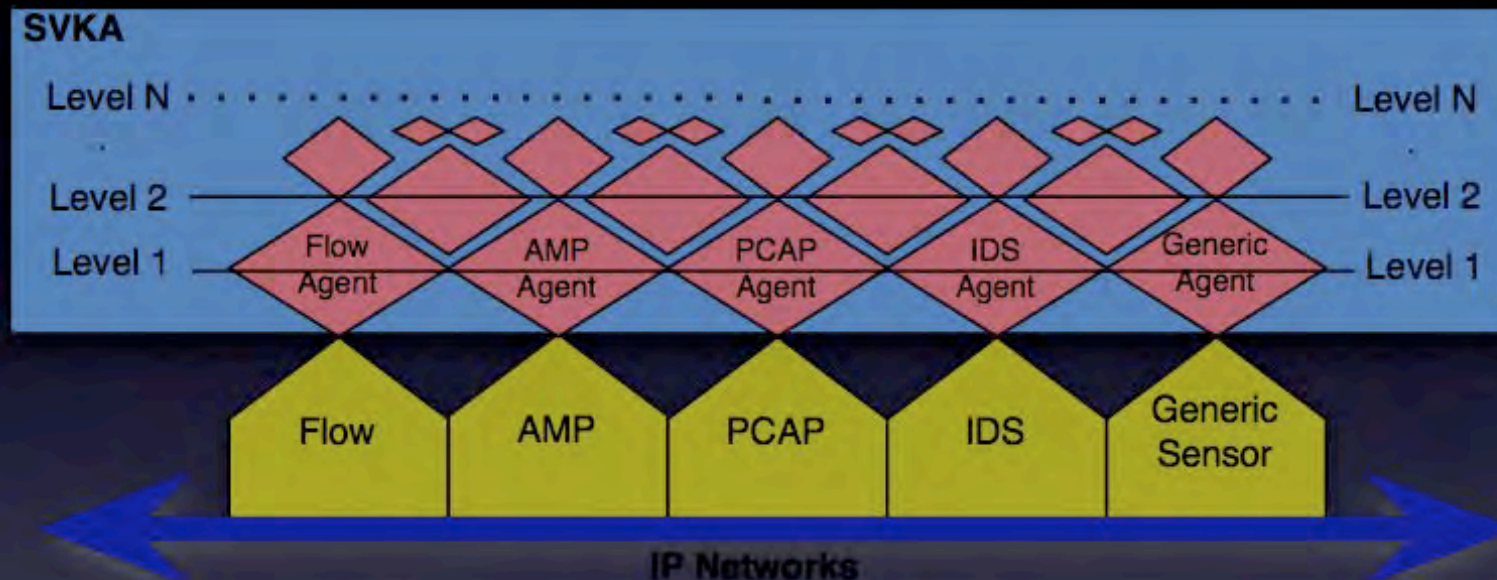 SVKA
Level N
Level N
Level 2
Level 2
Level 1
Level 1
Flow
Agent
AMP
Agent
PCAP
Agent
IDS
Agent
Generic
Agent
Flow
AMP
PCAP
IDS
Generic
Sensor
IP Networks